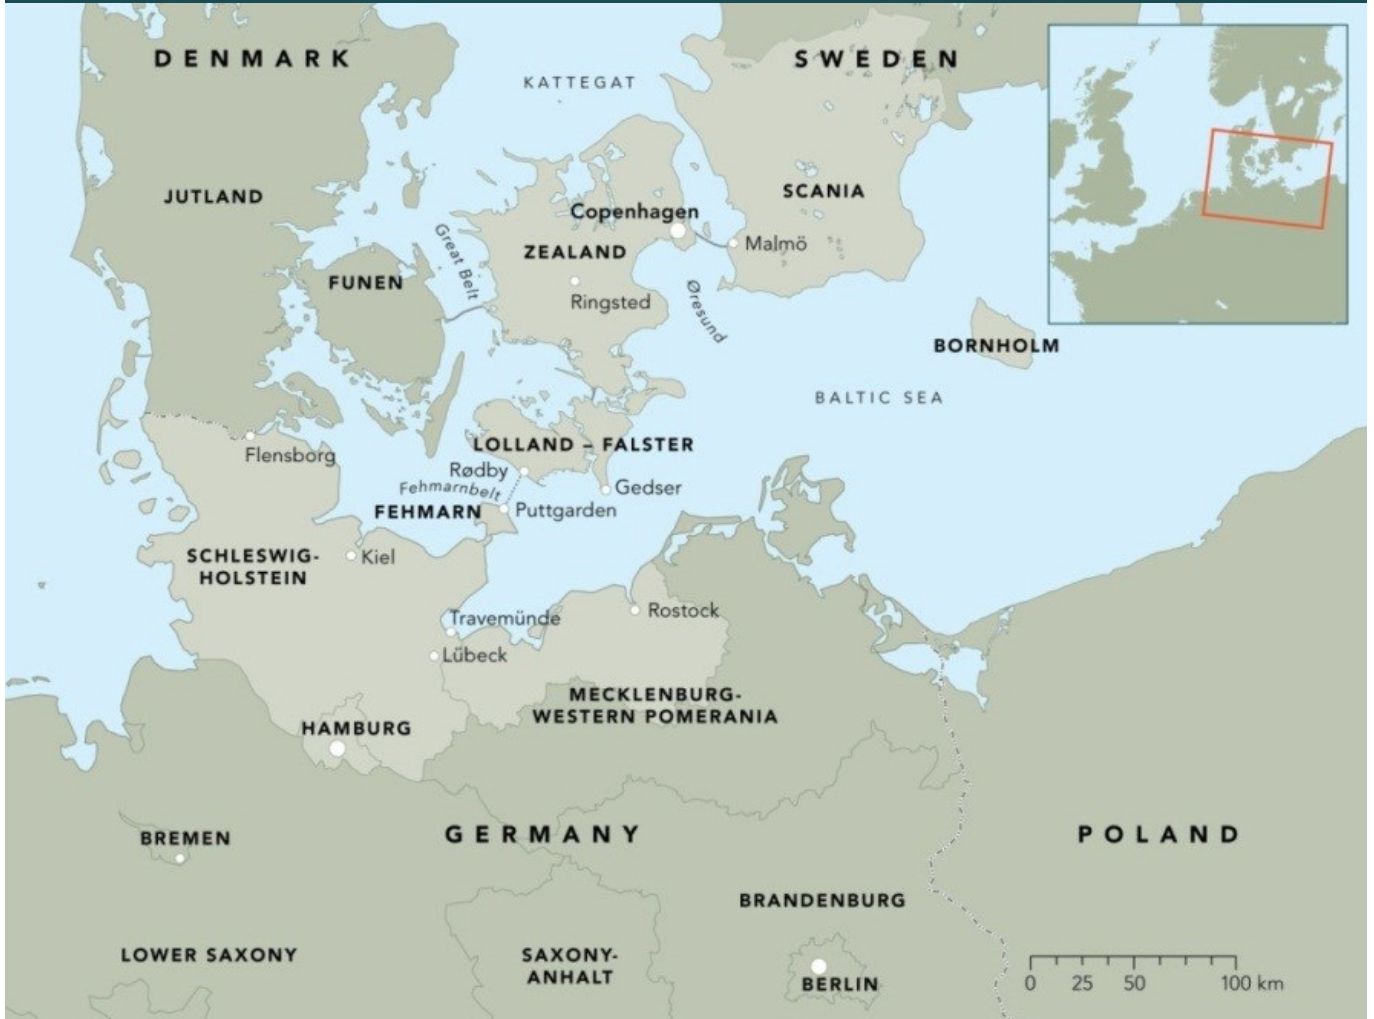 DENMARK
SWEDEN
KATTEGAT
JUTLAND
SCANIA
Copenhagen
Great Belt
ZEALAND
Malmö
FUNEN
Ringsted
Øresund
BORNHOLM
BALTIC SEA
LOLLAND – FALSTER
Flensborg
Rødby
Fehmarnbelt
Gedser
FEHMARN
Puttgarden
SCHLESWIG-
HOLSTEIN
Kiel
Travemünde
Rostock
Lübeck
MECKLENBURG-
WESTERN POMERANIA
HAMBURG
BREMEN
GERMANY
POLAND
BRANDENBURG
LOWER SAXONY
SAXONY-
ANHALT
BERLIN
0 25 50 100 km